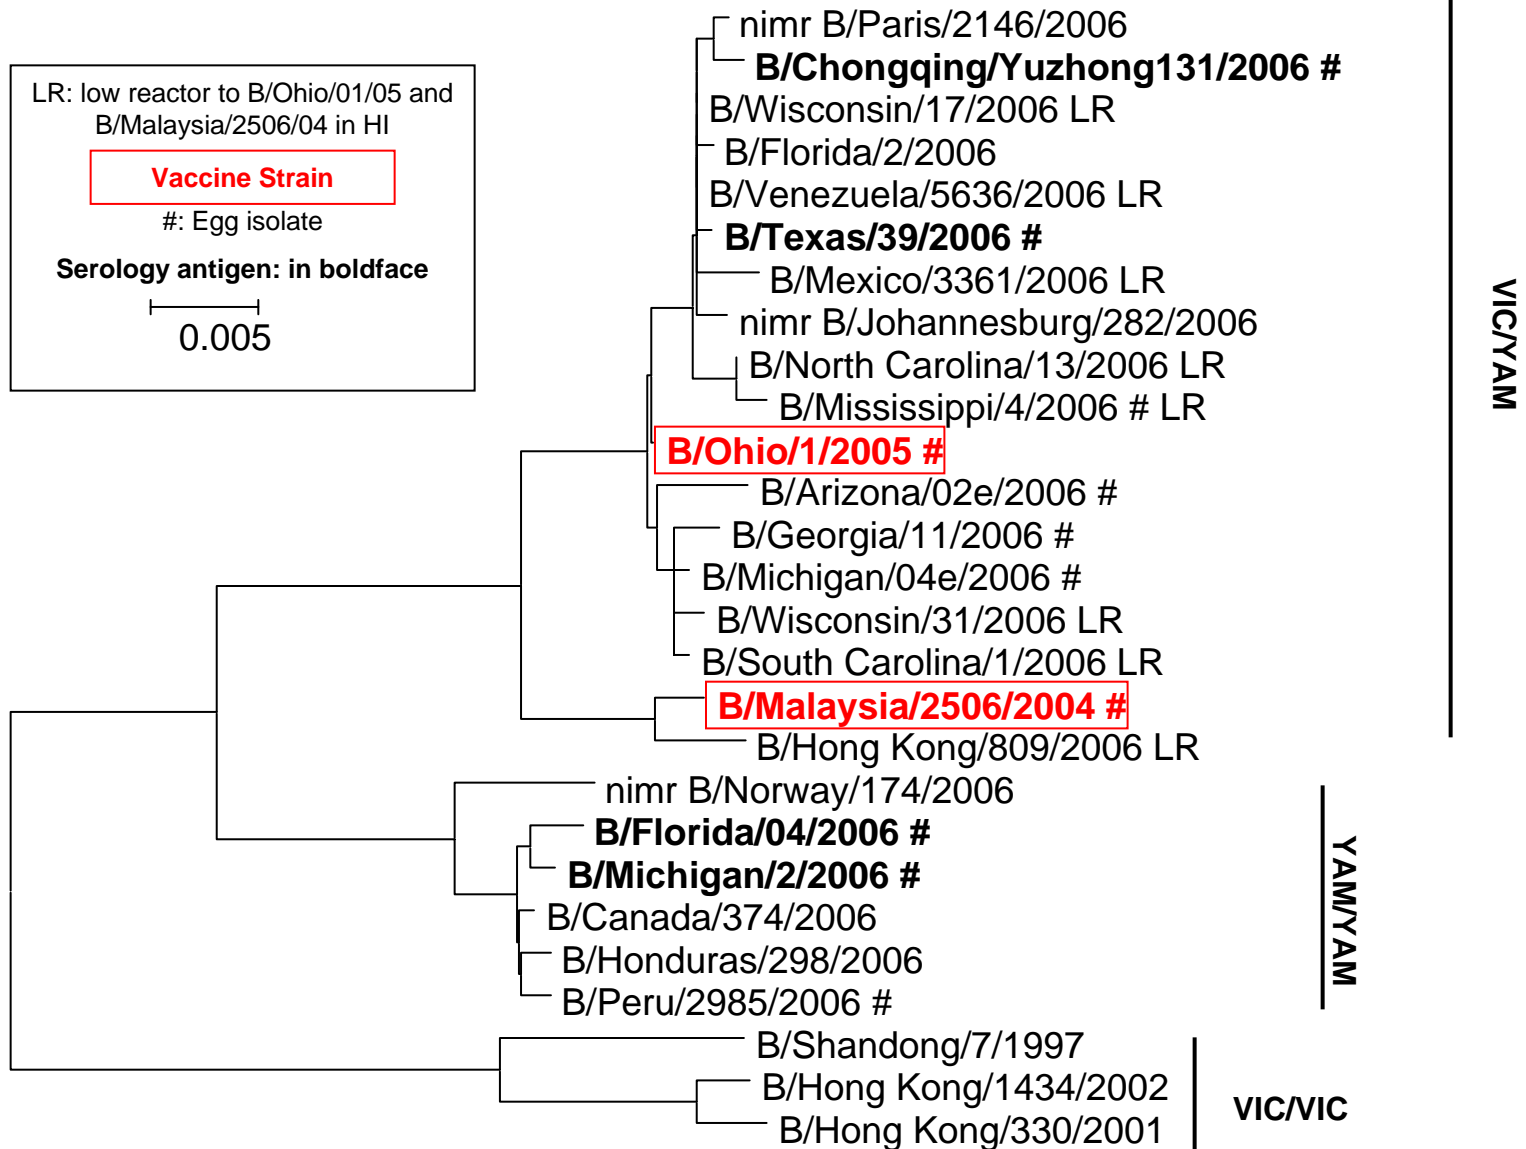 LR: low reactor to B/Ohio/01/05 and
B/Malaysia/2506/04 in HI
Vaccine Strain
#: Egg isolate
Serology antigen: in boldface
0.005
nimr B/Paris/2146/2006
B/Chongqing/Yuzhong131/2006 #
B/Wisconsin/17/2006 LR
B/Florida/2/2006
B/Venezuela/5636/2006 LR
B/Texas/39/2006 #
B/Mexico/3361/2006 LR
nimr B/Johannesburg/282/2006
B/North Carolina/13/2006 LR
B/Mississippi/4/2006 # LR
B/Ohio/1/2005 #
B/Arizona/02e/2006 #
B/Georgia/11/2006 #
B/Michigan/04e/2006 #
B/Wisconsin/31/2006 LR
B/South Carolina/1/2006 LR
B/Malaysia/2506/2004 #
B/Hong Kong/809/2006 LR
VIC/YAM
nimr B/Norway/174/2006
B/Florida/04/2006 #
B/Michigan/2/2006 #
B/Canada/374/2006
B/Honduras/298/2006
B/Peru/2985/2006 #
YAM/YAM
B/Shandong/7/1997
B/Hong Kong/1434/2002
B/Hong Kong/330/2001
VIC/VIC